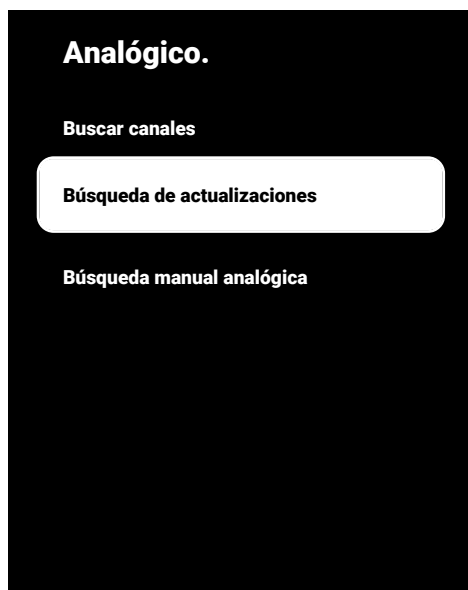 Analógico.
Buscar canales
Búsqueda de actualizaciones
Búsqueda manual analógica